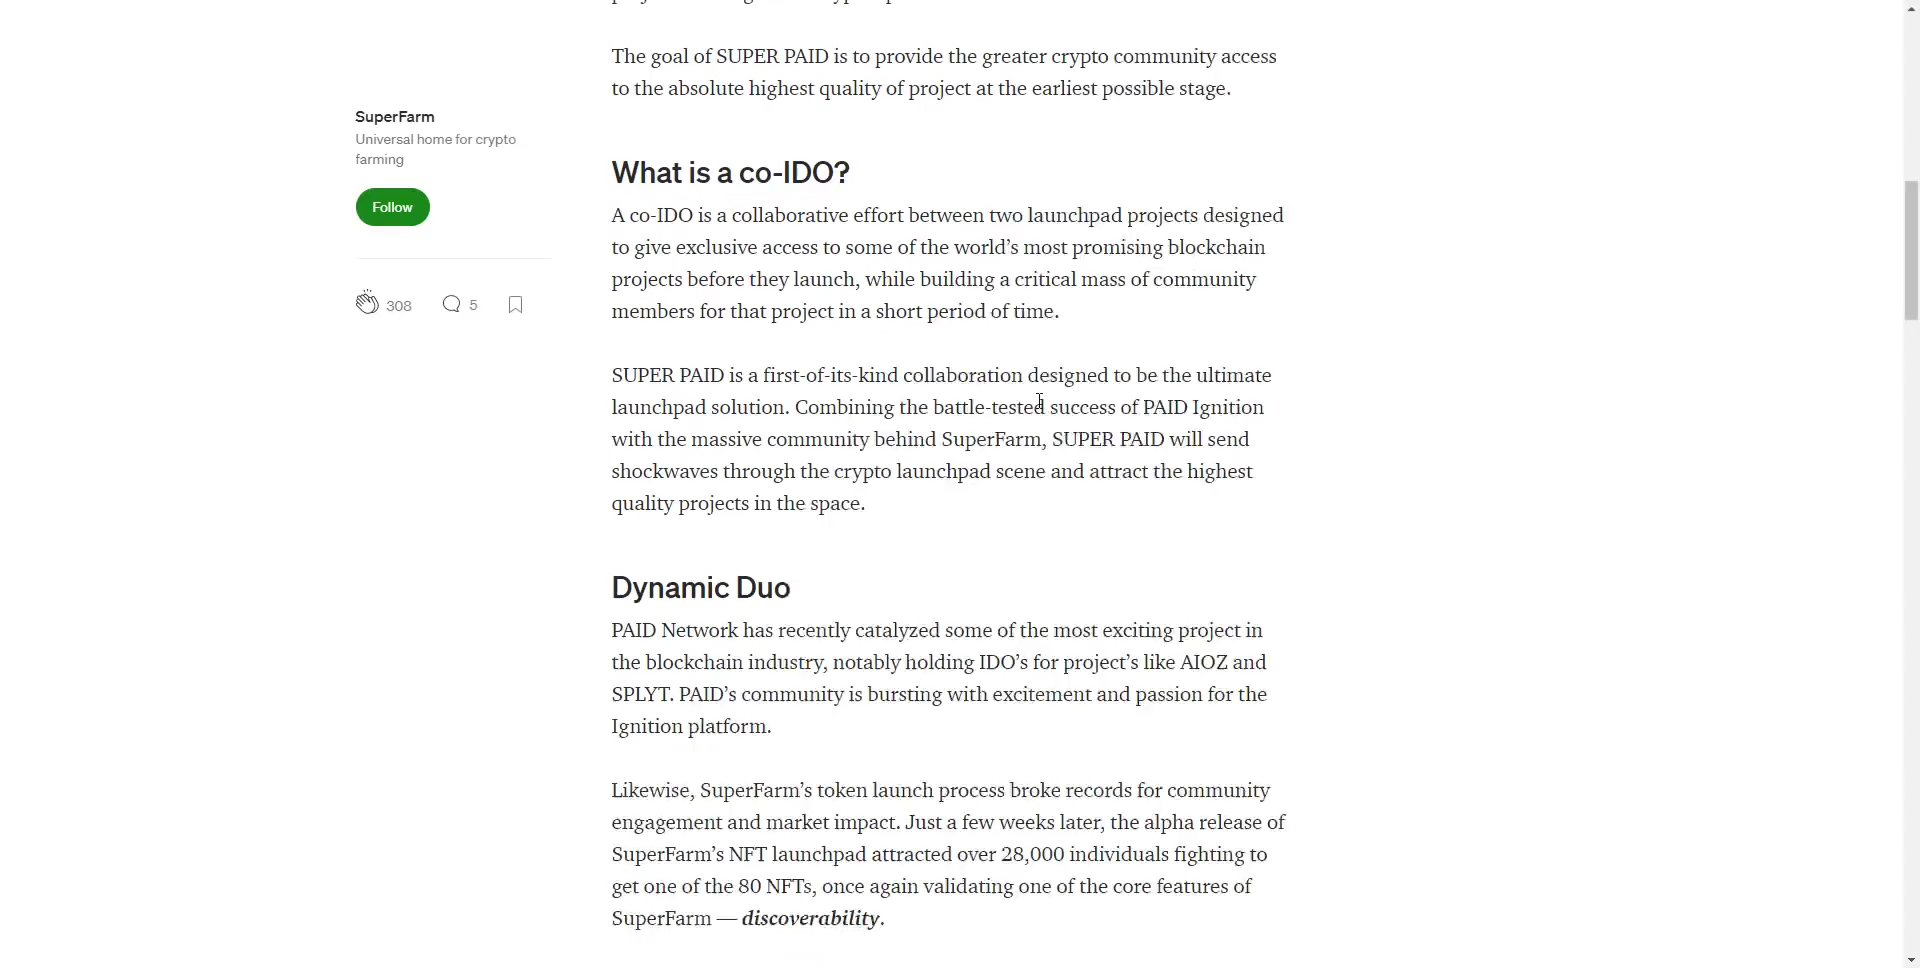 The goal of SUPER PAID is to provide the greater crypto community access
to the absolute highest quality of project at the earliest possible stage.
SuperFarm
Universal home for crypto
farming
Follow
308 5
What is a co-IDO?
A co-IDO is a collaborative effort between two launchpad projects designed
to give exclusive access to some of the world’s most promising blockchain
projects before they launch, while building a critical mass of community
members for that project in a short period of time.
SUPER PAID is a first-of-its-kind collaboration designed to be the ultimate
launchpad solution. Combining the battle-tested success of PAID Ignition
with the massive community behind SuperFarm, SUPER PAID will send
shockwaves through the crypto launchpad scene and attract the highest
quality projects in the space.
Dynamic Duo
PAID Network has recently catalyzed some of the most exciting project in
the blockchain industry, notably holding IDO’s for project’s like AIOZ and
SPLYT. PAID’s community is bursting with excitement and passion for the
Ignition platform.
Likewise, SuperFarm’s token launch process broke records for community
engagement and market impact. Just a few weeks later, the alpha release of
SuperFarm’s NFT launchpad attracted over 28,000 individuals fighting to
get one of the 80 NFTs, once again validating one of the core features of
SuperFarm — discoverability.